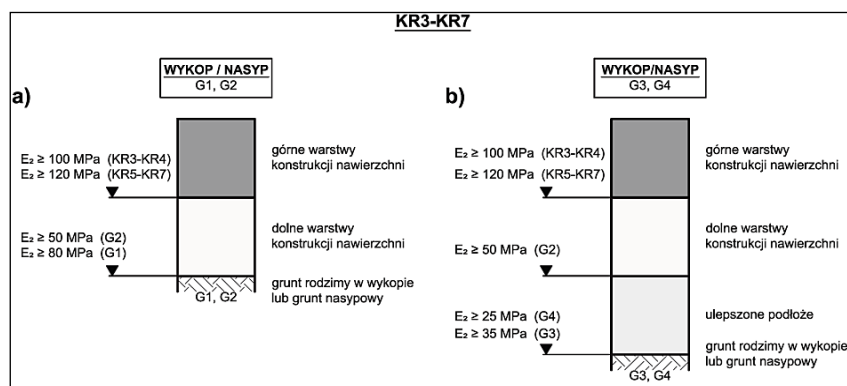 KR3-KR7
WYKOP / NASYP
G1, G2
a)
E₂ ≥ 100 MPa (KR3-KR4)
E₂ ≥ 120 MPa (KR5-KR7)
górne warstwy
konstrukcji nawierzchni
E₂ ≥ 50 MPa (G2)
E₂ ≥ 80 MPa (G1)
dolne warstwy
konstrukcji nawierzchni
grunt rodzimy w wykopie
lub grunt nasypowy
G1, G2
WYKOP/NASYP
G3, G4
b)
E₂ ≥ 100 MPa (KR3-KR4)
E₂ ≥ 120 MPa (KR5-KR7)
górne warstwy
konstrukcji nawierzchni
E₂ ≥ 50 MPa (G2)
dolne warstwy
konstrukcji nawierzchni
E₂ ≥ 25 MPa (G4)
E₂ ≥ 35 MPa (G3)
ulepszone podłoże
grunt rodzimy w wykopie
lub grunt nasypowy
G3, G4